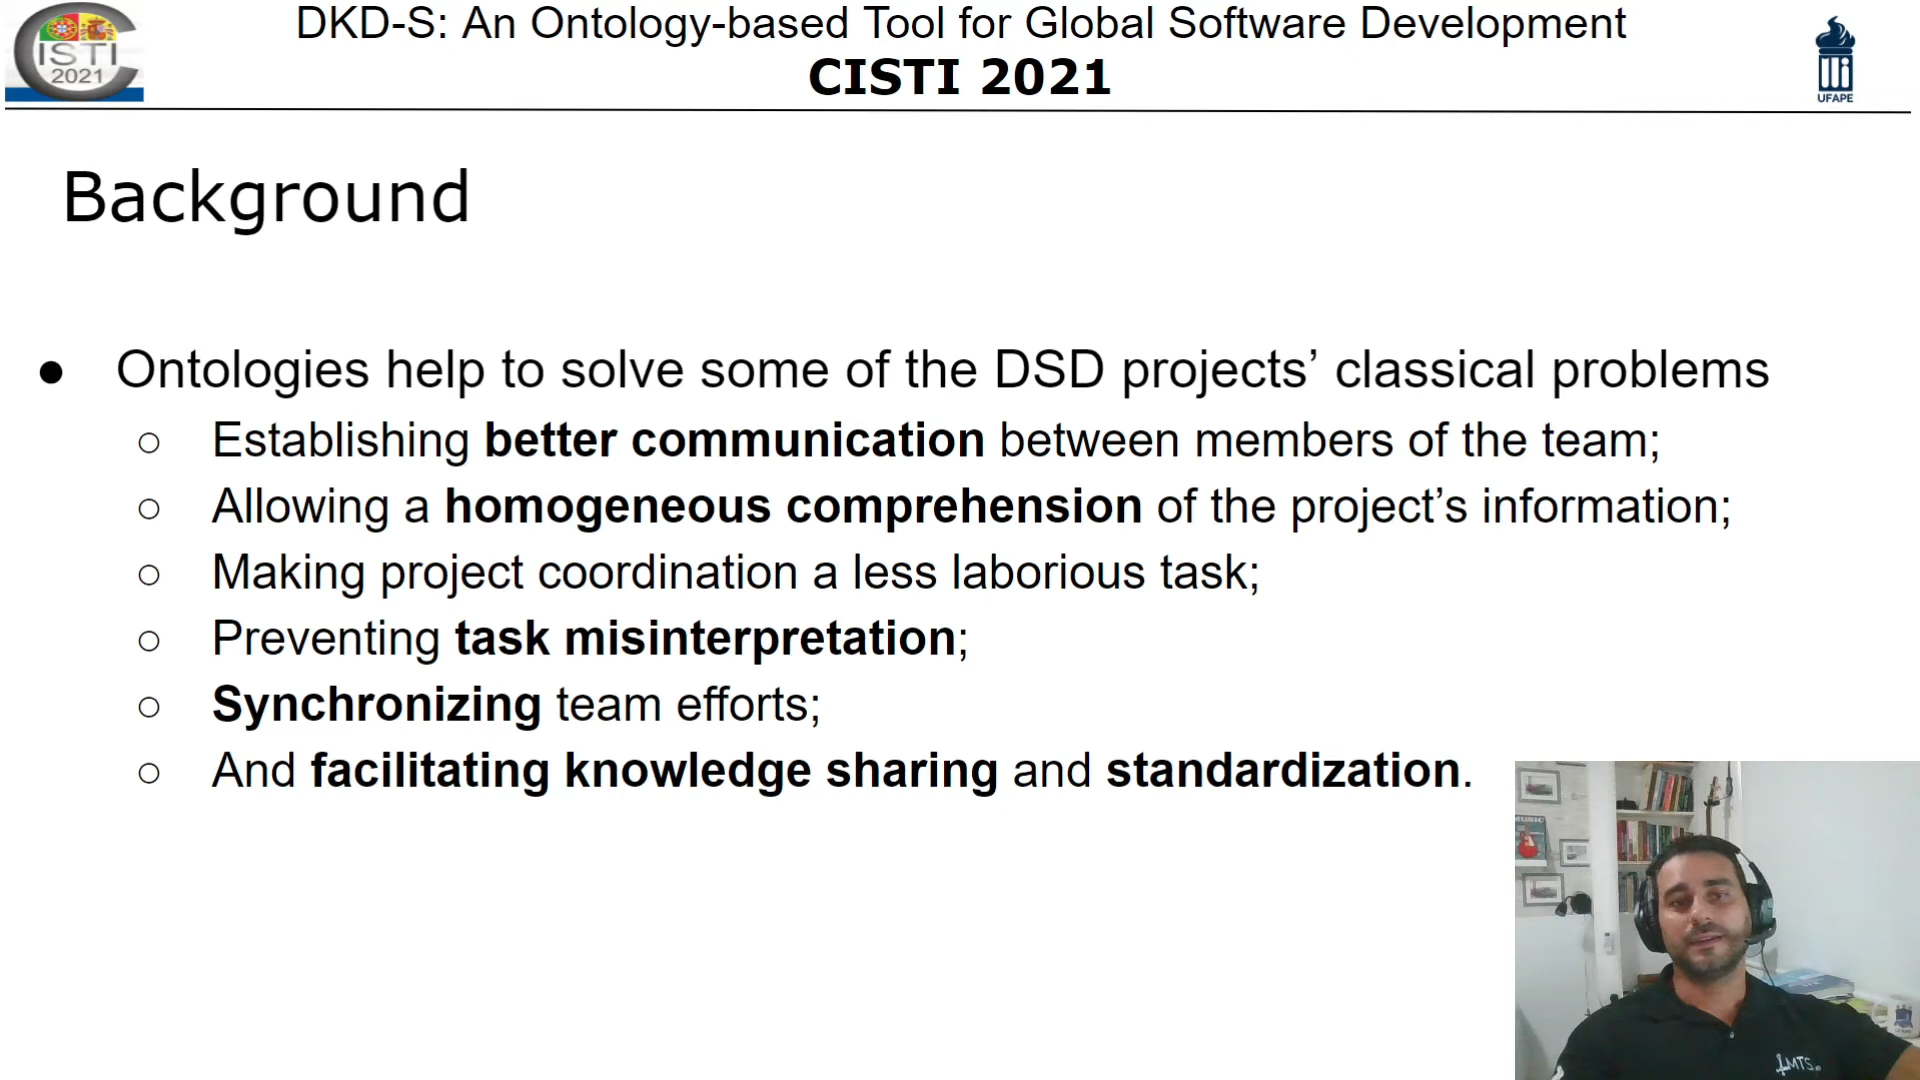 DKD-S: An Ontology-based Tool for Global Software Development
CISTI 2021
ISTI
2021
UFAPE
Background
● Ontologies help to solve some of the DSD projects’ classical problems
○ Establishing better communication between members of the team;
○ Allowing a homogeneous comprehension of the project’s information;
○ Making project coordination a less laborious task;
○ Preventing task misinterpretation;
○ Synchronizing team efforts;
○ And facilitating knowledge sharing and standardization.
MUSIC
LMTS